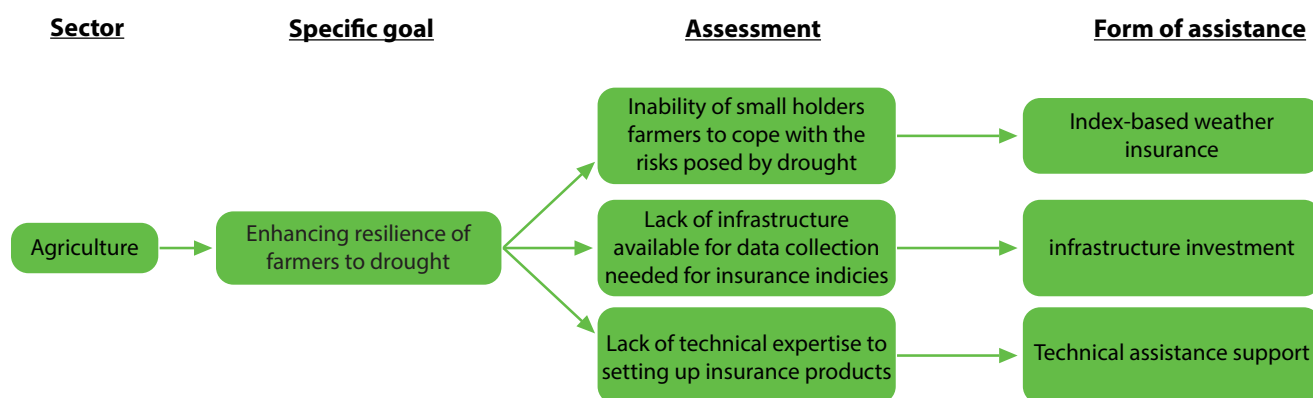 Sector
Specific goal
Assessment
Form of assistance
Agriculture
Enhancing resilience of
farmers to drought
Inability of small holders
farmers to cope with the
risks posed by drought
Index-based weather
insurance
Lack of infrastructure
available for data collection
needed for insurance indicies
infrastructure investment
Lack of technical expertise to
setting up insurance products
Technical assistance support